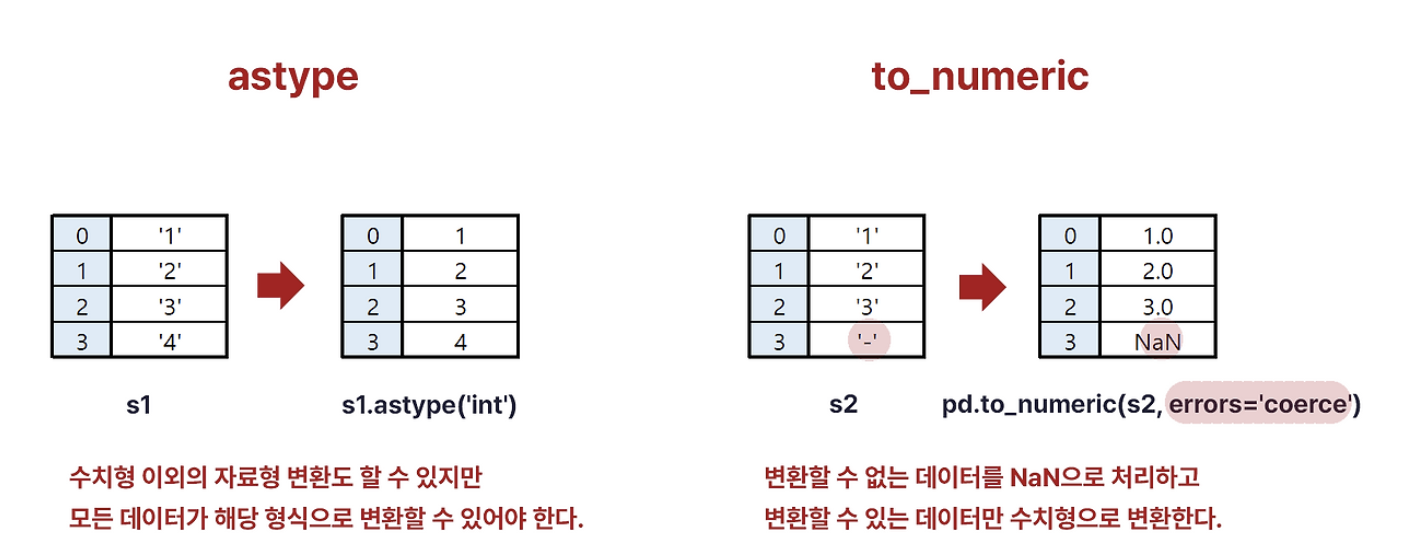 astype
to_numeric
0 '1'
1 '2'
2 '3'
3 '4'
0 1
1 2
2 3
3 4
0 '1'
1 '2'
2 '3'
3 '-'
0 1.0
1 2.0
2 3.0
3 NaN
s1
s1.astype('int')
s2
pd.to_numeric(s2, errors='coerce')
수치형 이외의 자료형 변환도 할 수 있지만
모든 데이터가 해당 형식으로 변환할 수 있어야 한다.
변환할 수 없는 데이터를 NaN으로 처리하고
변환할 수 있는 데이터만 수치형으로 변환한다.